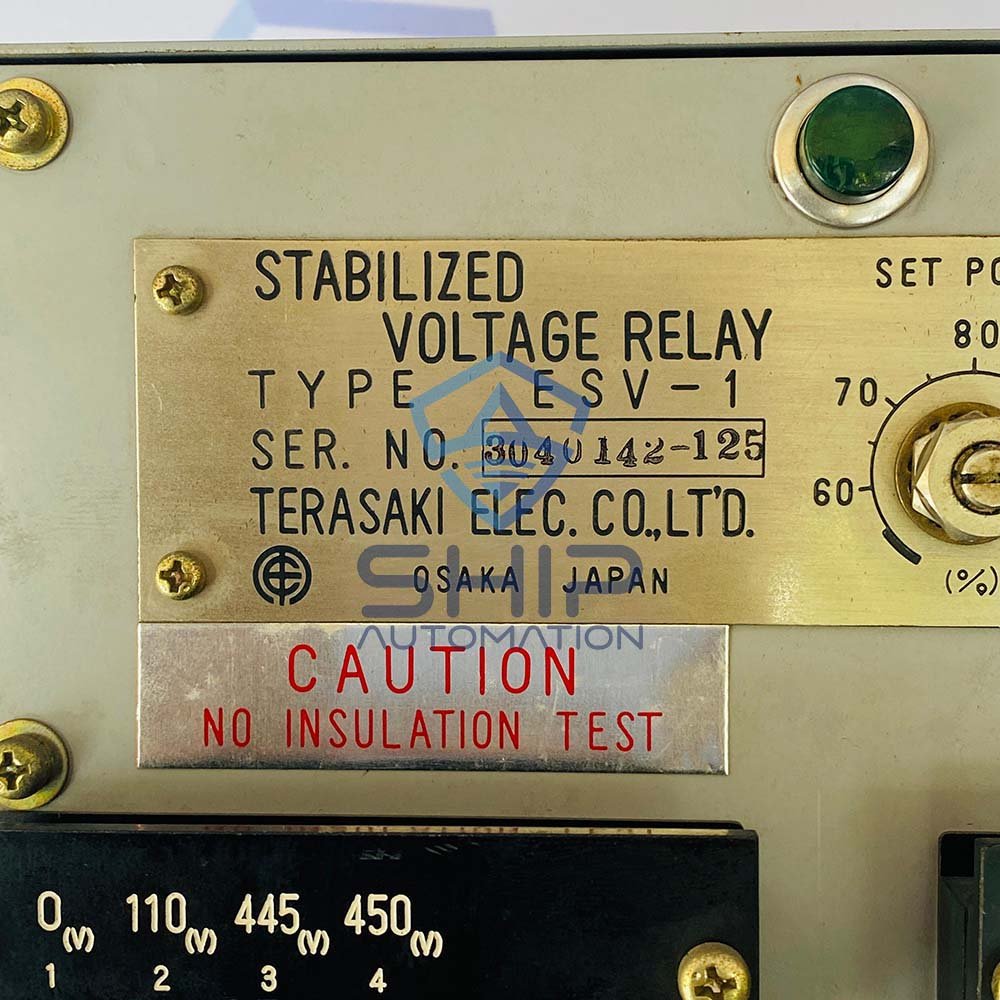 STABILIZED
VOLTAGE RELAY
TYPE ESV-1
SER. NO. 3040142-125
TERASAKI ELEC. CO.,LT'D.
OSAKA JAPAN
SET
80
70
60
(%)
SHIP
AUTOMATION
CAUTION
NO INSULATION TEST
0(V) 110(V) 445(V) 450(V)
1 2 3 4